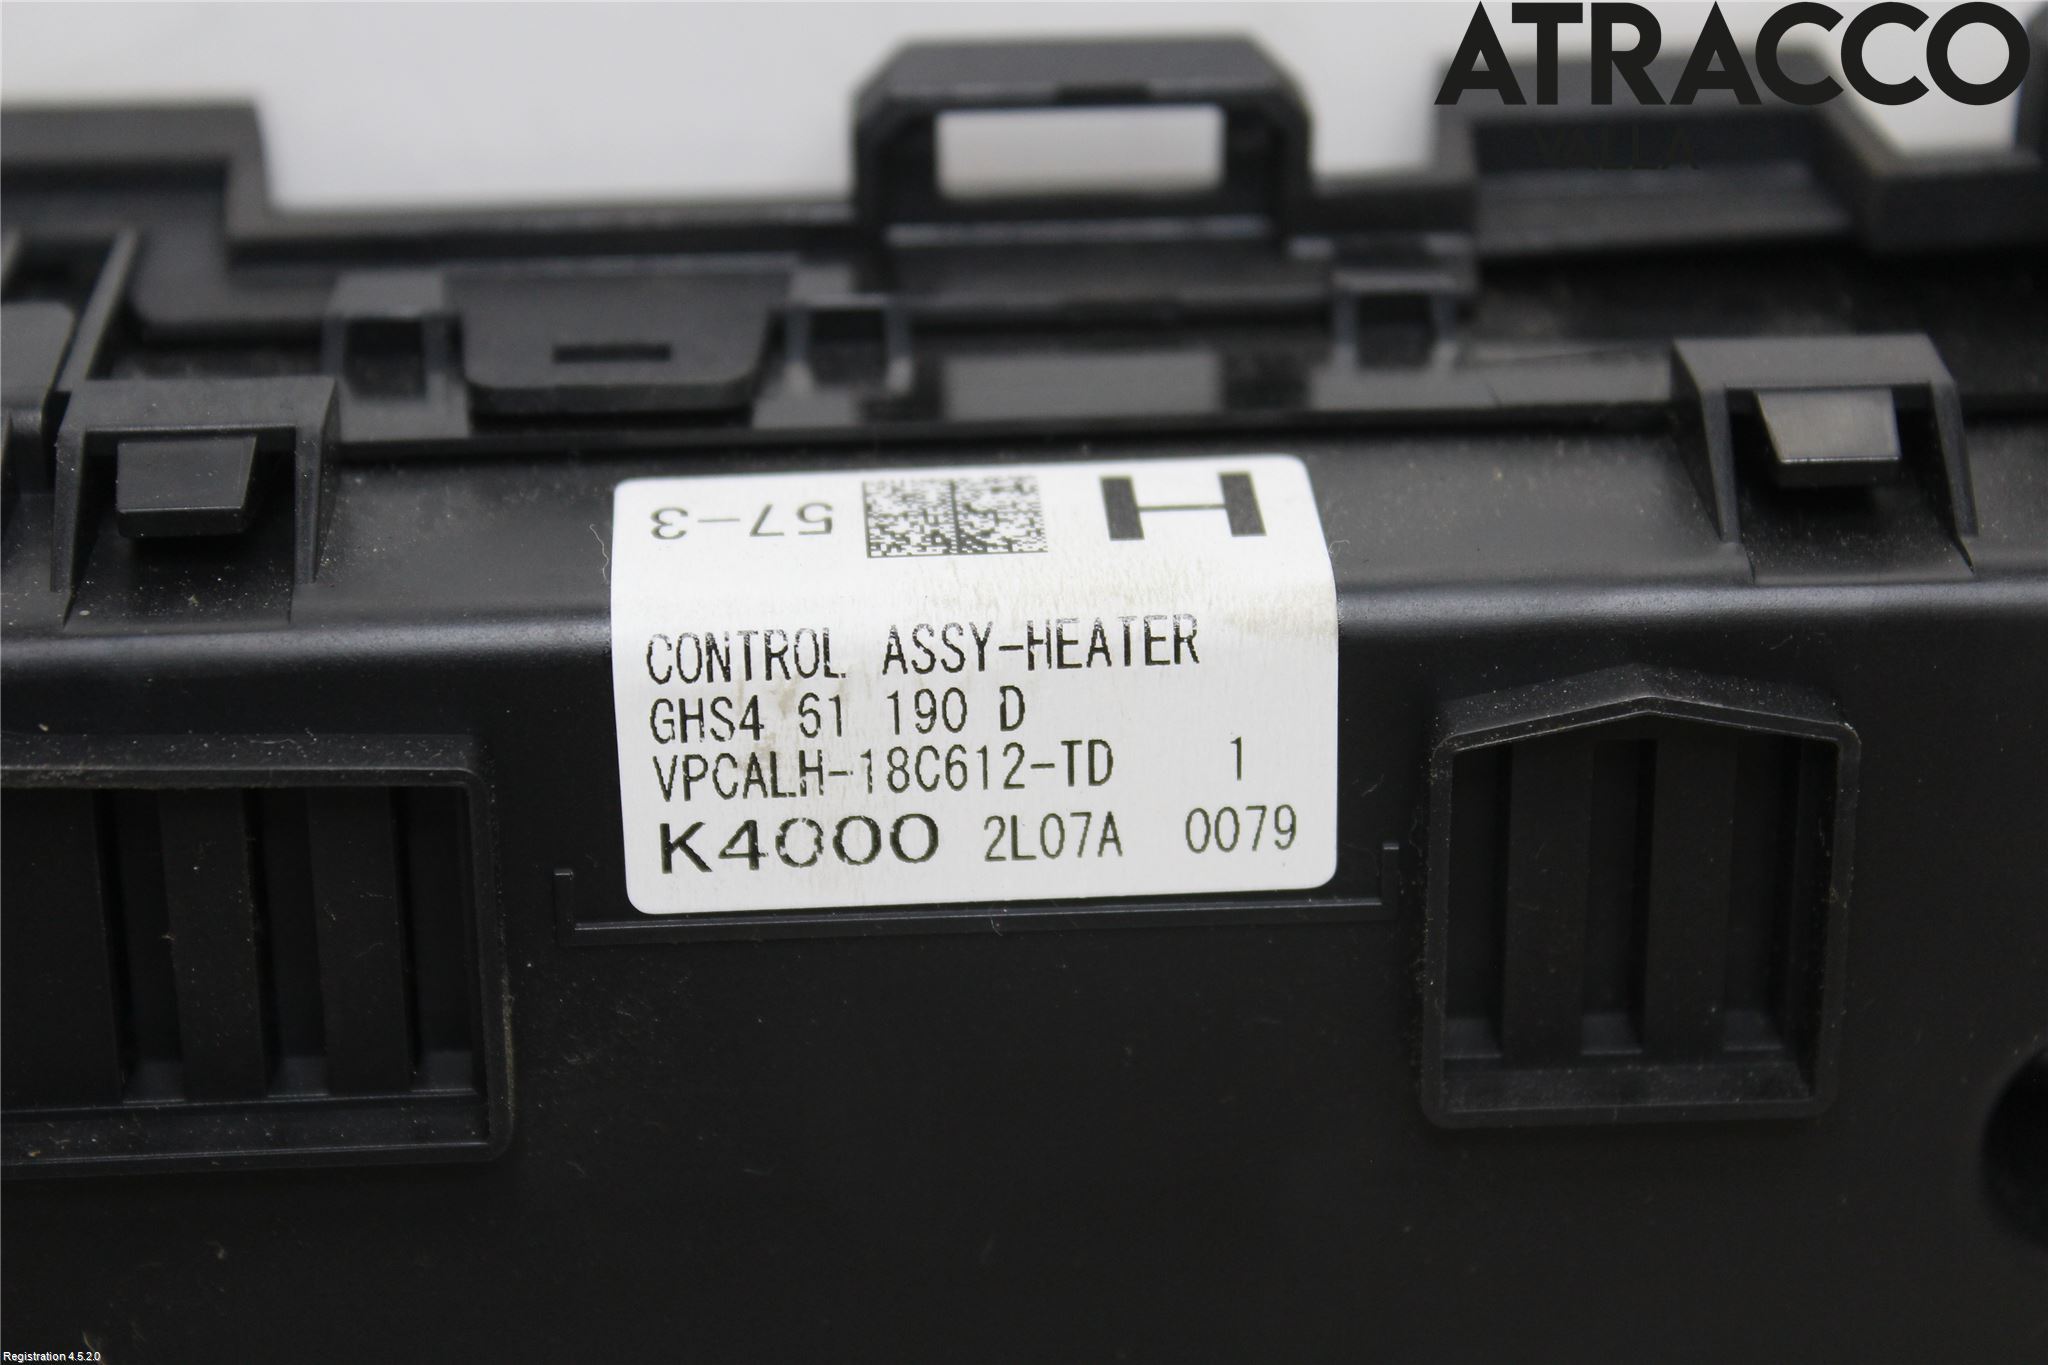 ATRACCO
VALLA
57-3 H
CONTROL ASSY-HEATER
GHS4 61 190 D
VPCALH-18C612-TD 1
K4000 2L07A 0079
Registration 4.5.2.0